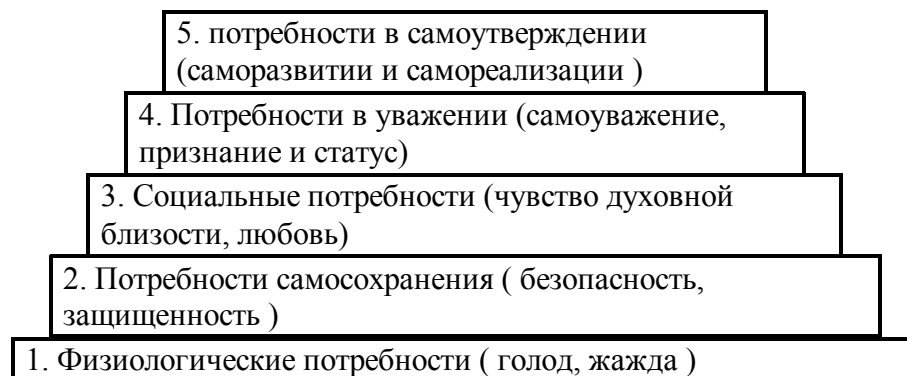 5. потребности в самоутверждении
(саморазвитии и самореализации )
4. Потребности в уважении (самоуважение,
признание и статус)
3. Социальные потребности (чувство духовной
близости, любовь)
2. Потребности самосохранения ( безопасность,
защищенность )
1. Физиологические потребности ( голод, жажда )